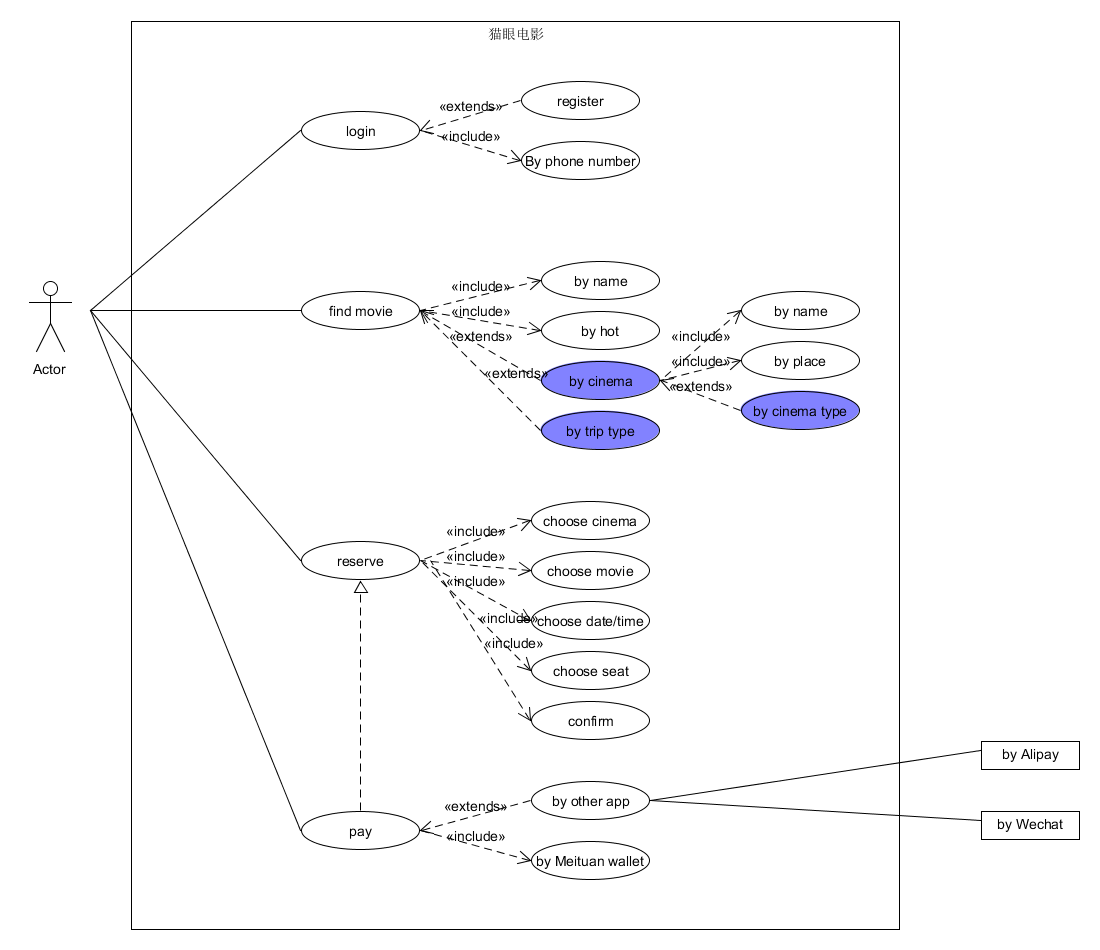 猫眼电影
«extends»
register
login
«include»
By phone number
Actor
find movie
«include»
by name
«include»
by hot
«extends»
by cinema
«extends»
by trip type
«include»
by name
«include»
by place
«extends»
by cinema type
reserve
«include»
choose cinema
«include»
choose movie
«include»
choose date/time
«include»
choose seat
«include»
confirm
pay
«extends»
by other app
«include»
by Meituan wallet
by Alipay
by Wechat